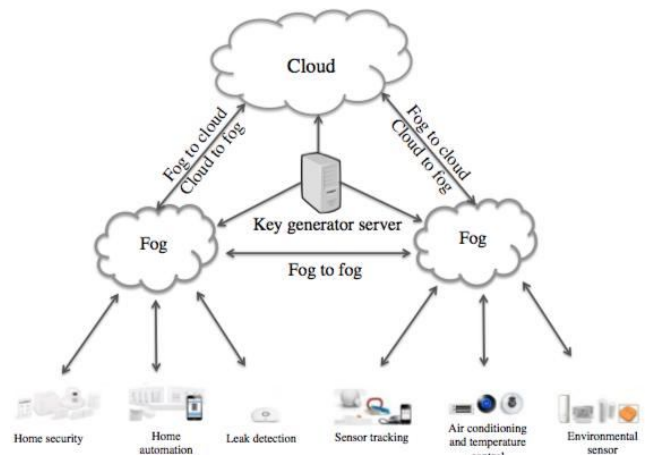 Cloud
Fog to cloud
Cloud to fog
Fog to cloud
Cloud to fog
Key generator server
Fog
Fog
Fog to fog
Home security
Home
automation
Leak detection
Sensor tracking
Air conditioning
and temperature
Environmental
sensor